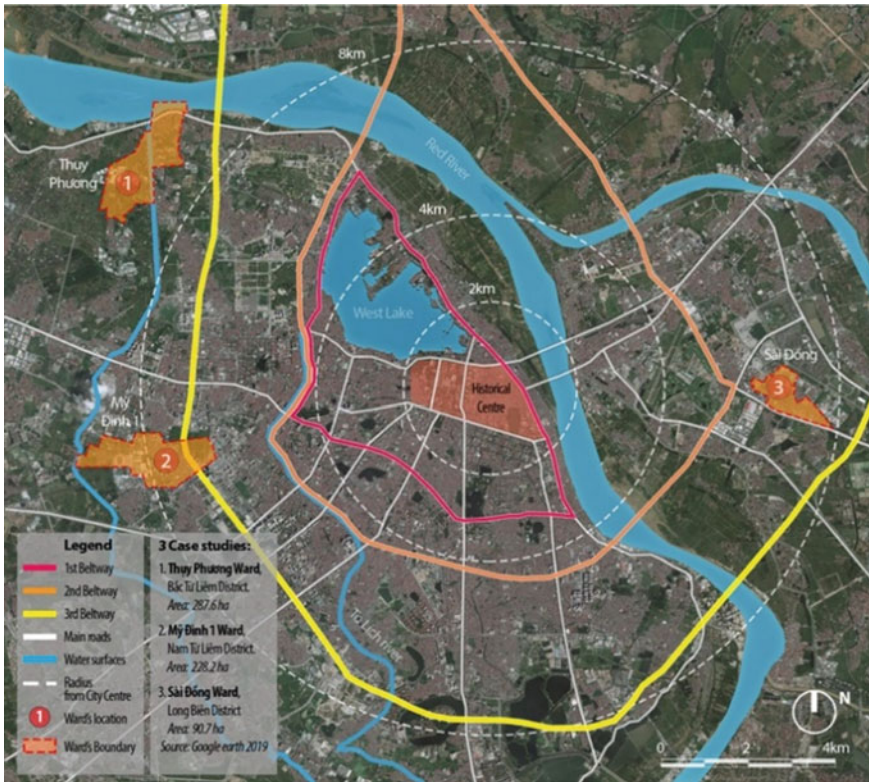 8km
Red River
Thụy
Phương
1
4km
2km
West Lake
Sài Đồng
3
Historical
Centre
Mỹ
Đình 1
2
Legend
1st Beltway
2nd Beltway
3rd Beltway
Main roads
Water surfaces
Radius
from City Centre
1 Ward's location
Ward's Boundary
3 Case studies:
1. Thụy Phương Ward,
Bắc Từ Liêm District.
Area: 287.6 ha
2. Mỹ Đình 1 Ward,
Nam Từ Liêm District.
Area: 228.2 ha
3. Sài Đồng Ward,
Long Biên District
Area: 90.7 ha
Source: Google earth 2019
N
0 2 4km